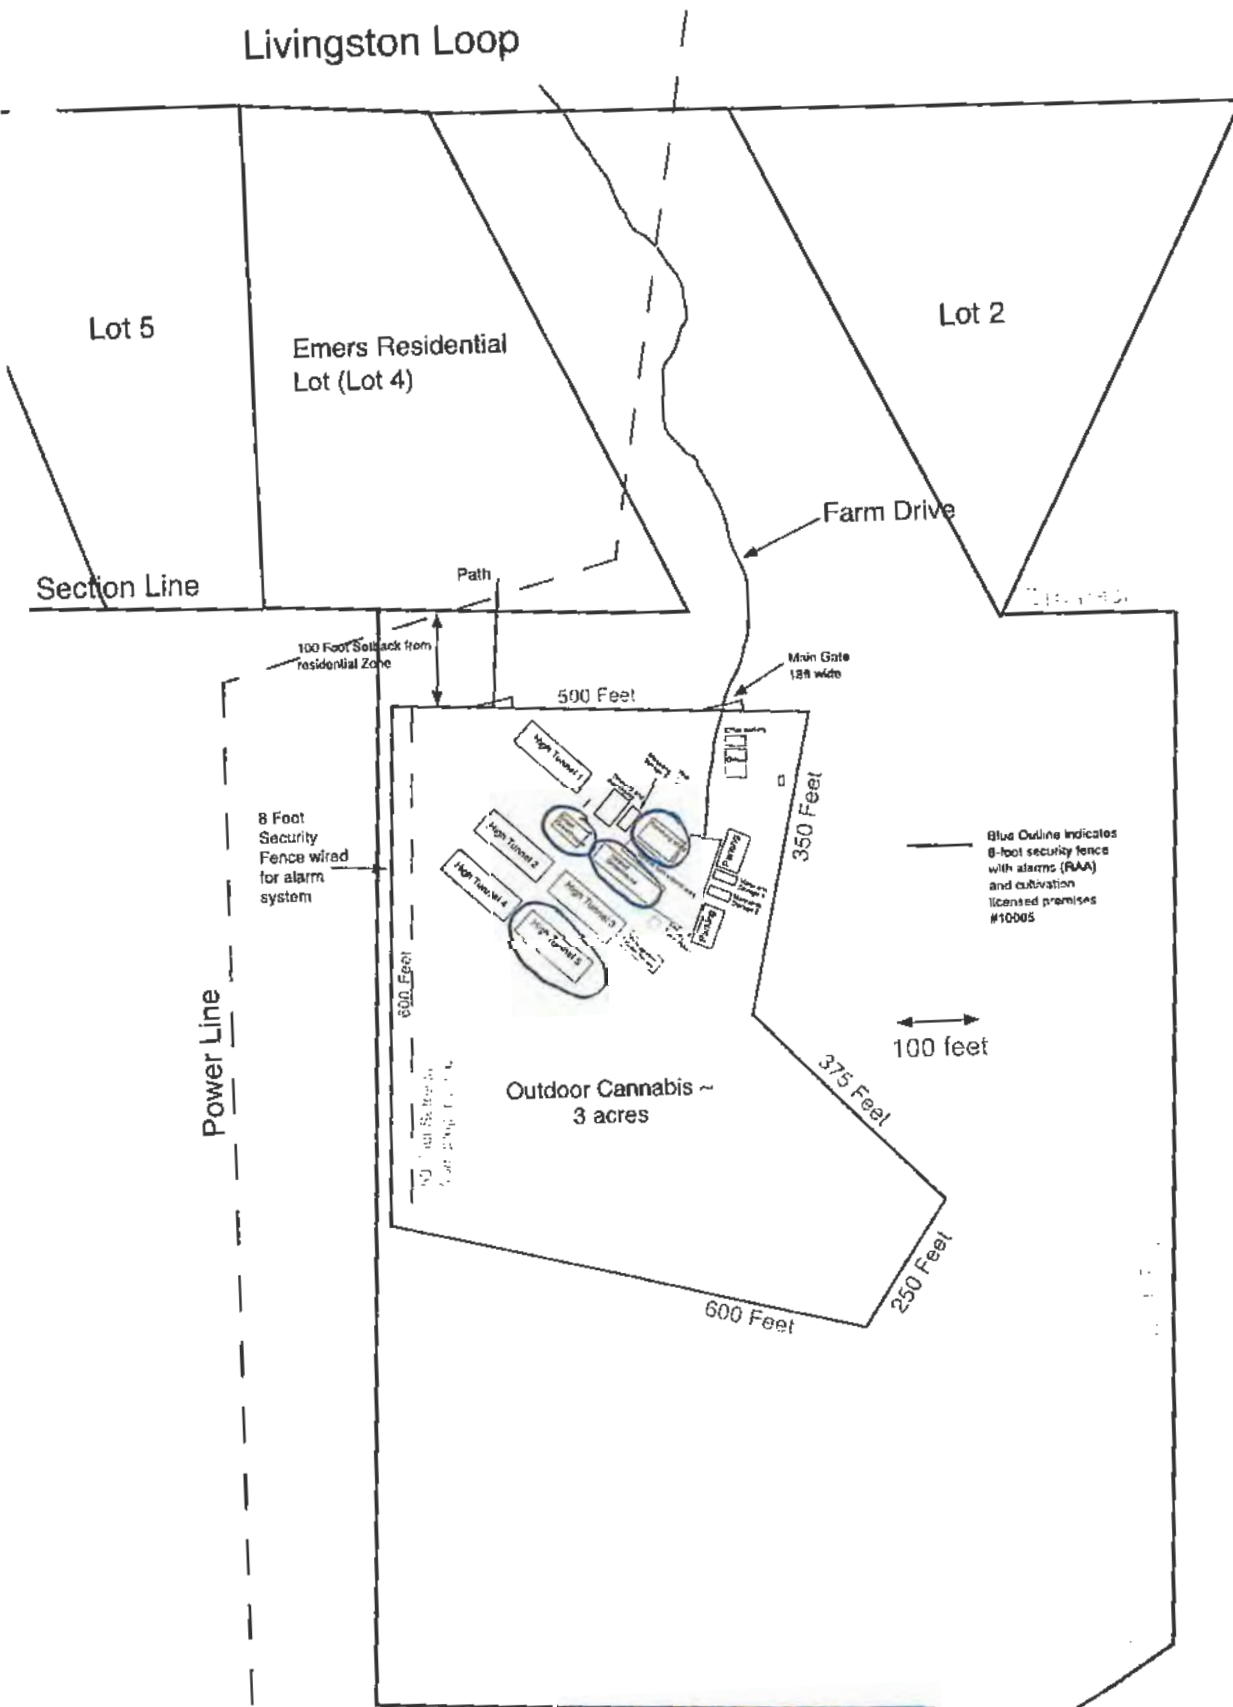 Livingston Loop
Lot 5
Emers Residential
Lot (Lot 4)
Lot 2
Farm Drive
Section Line
Path
100 Foot Setback from
residential Zone
Main Gate
18ft wide
500 Feet
High Tunnel 1
8 Foot
Security
Fence wired
for alarm
system
High Tunnel 2
High Tunnel 4
High Tunnel 3
High Tunnel 5
Parking
Parking
350 Feet
Blue Outline Indicates
8-foot security fence
with alarms (RAA)
and cultivation
licensed premises
#10005
600 Feet
Power Line
100 feet
375 Feet
Outdoor Cannabis ~
3 acres
250 Feet
600 Feet